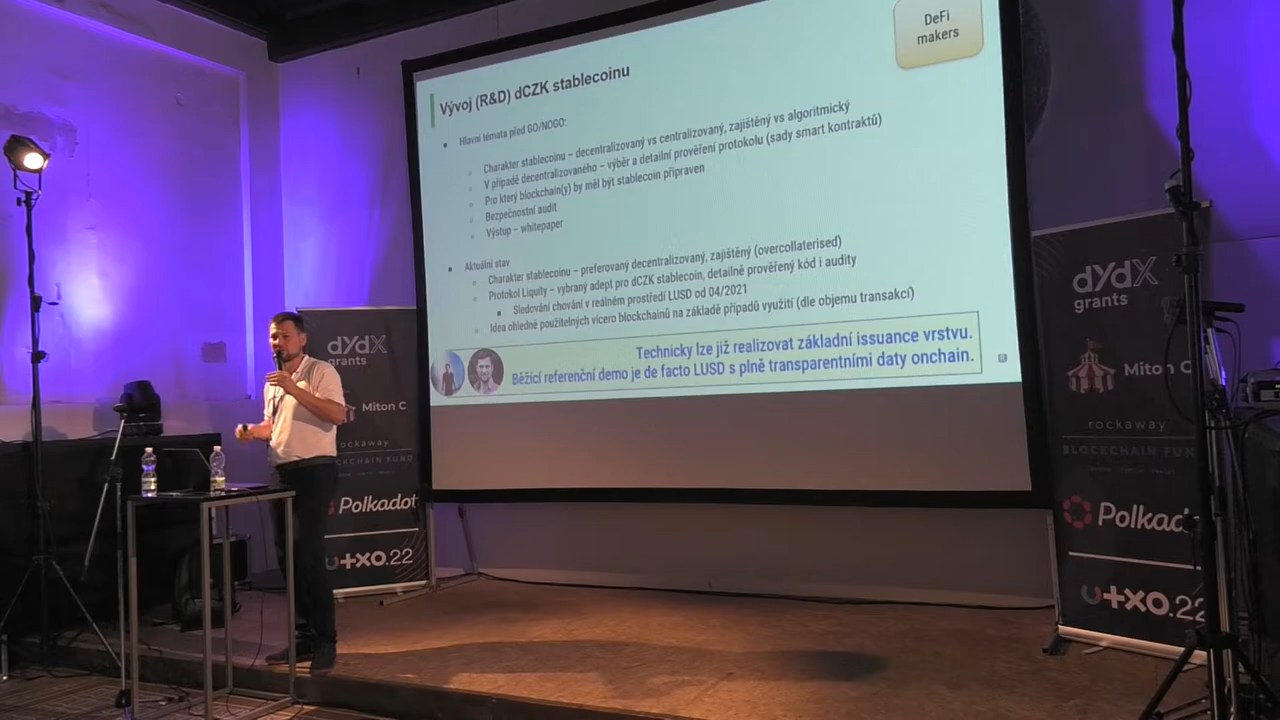 DeFi
makers
Vývoj (R&D) dCZK stablecoinu
Hlavní témata před GO/NOGO:
Charakter stablecoinu – decentralizovaný vs centralizovaný, zajištěný vs algoritmický
V případě decentralizovaného – výběr a detailní prověření protokolu (sady smart kontraktů)
Pro který blockchain(y) by měl být stablecoin připraven
Bezpečnostní audit
Výstup – whitepaper
Aktuální stav
Charakter stablecoinu – preferovaný decentralizovaný, zajištěný (overcollaterised)
Protokol Liquity – vybraný adept pro dCZK stablecoin, detailně prověřený kód i audity
Sledování chování v reálném prostředí LUSD od 04/2021
Idea ohledně použitelných vícero blockchainů na základě případů využití (dle objemu transakcí)
Technicky lze již realizovat základní issuance vrstvu.
Běžící referenční demo je de facto LUSD s plně transparentními daty onchain.
dYdX
grants
Miton C
rockaway
CKCHAIN FUND
Polkadot
utxo.22
dYdX
grants
Miton C
rockaway
BLOCKCHAIN FUN
Polkad
utxo.22